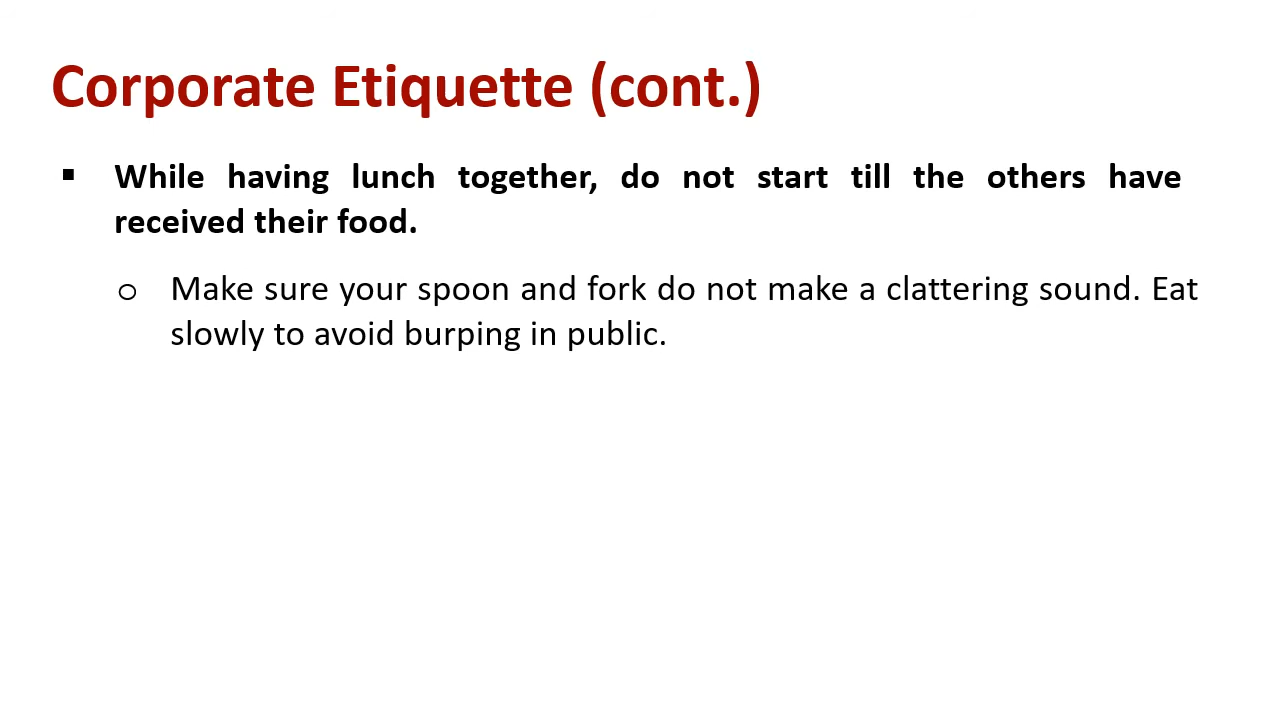 Corporate Etiquette (cont.)
▪ While having lunch together, do not start till the others have
received their food.
o Make sure your spoon and fork do not make a clattering sound. Eat
slowly to avoid burping in public.